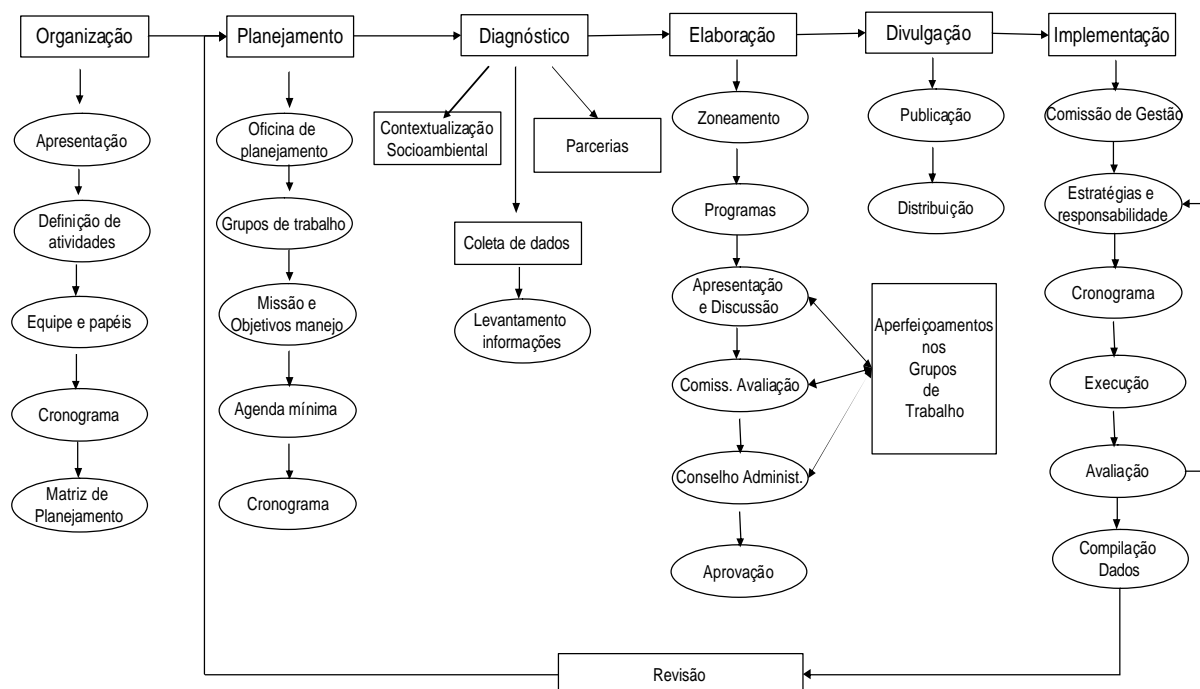 Organização
Planejamento
Diagnóstico
Elaboração
Divulgação
Implementação
Apresentação
Definição de
atividades
Equipe e papéis
Cronograma
Matriz de
Planejamento
Oficina de
planejamento
Grupos de trabalho
Missão e
Objetivos manejo
Agenda mínima
Cronograma
Contextualização
Socioambiental
Parcerias
Coleta de dados
Levantamento
informações
Zoneamento
Programas
Apresentação
e Discussão
Comiss. Avaliação
Conselho Administ.
Aprovação
Publicação
Distribuição
Aperfeiçoamentos
nos
Grupos
de
Trabalho
Comissão de Gestão
Estratégias e
responsabilidade
Cronograma
Execução
Avaliação
Compilação
Dados
Revisão